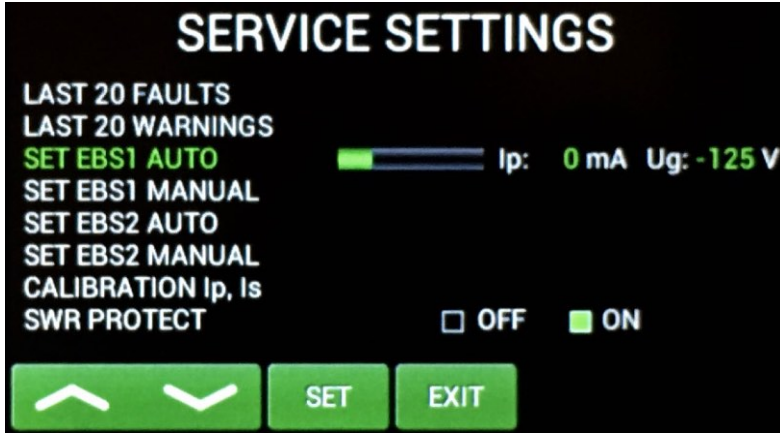 SERVICE SETTINGS
LAST 20 FAULTS
LAST 20 WARNINGS
SET EBS1 AUTO Ip: 0 mA Ug: -125 V
SET EBS1 MANUAL
SET EBS2 AUTO
SET EBS2 MANUAL
CALIBRATION Ip, Is
SWR PROTECT OFF ON
SET EXIT